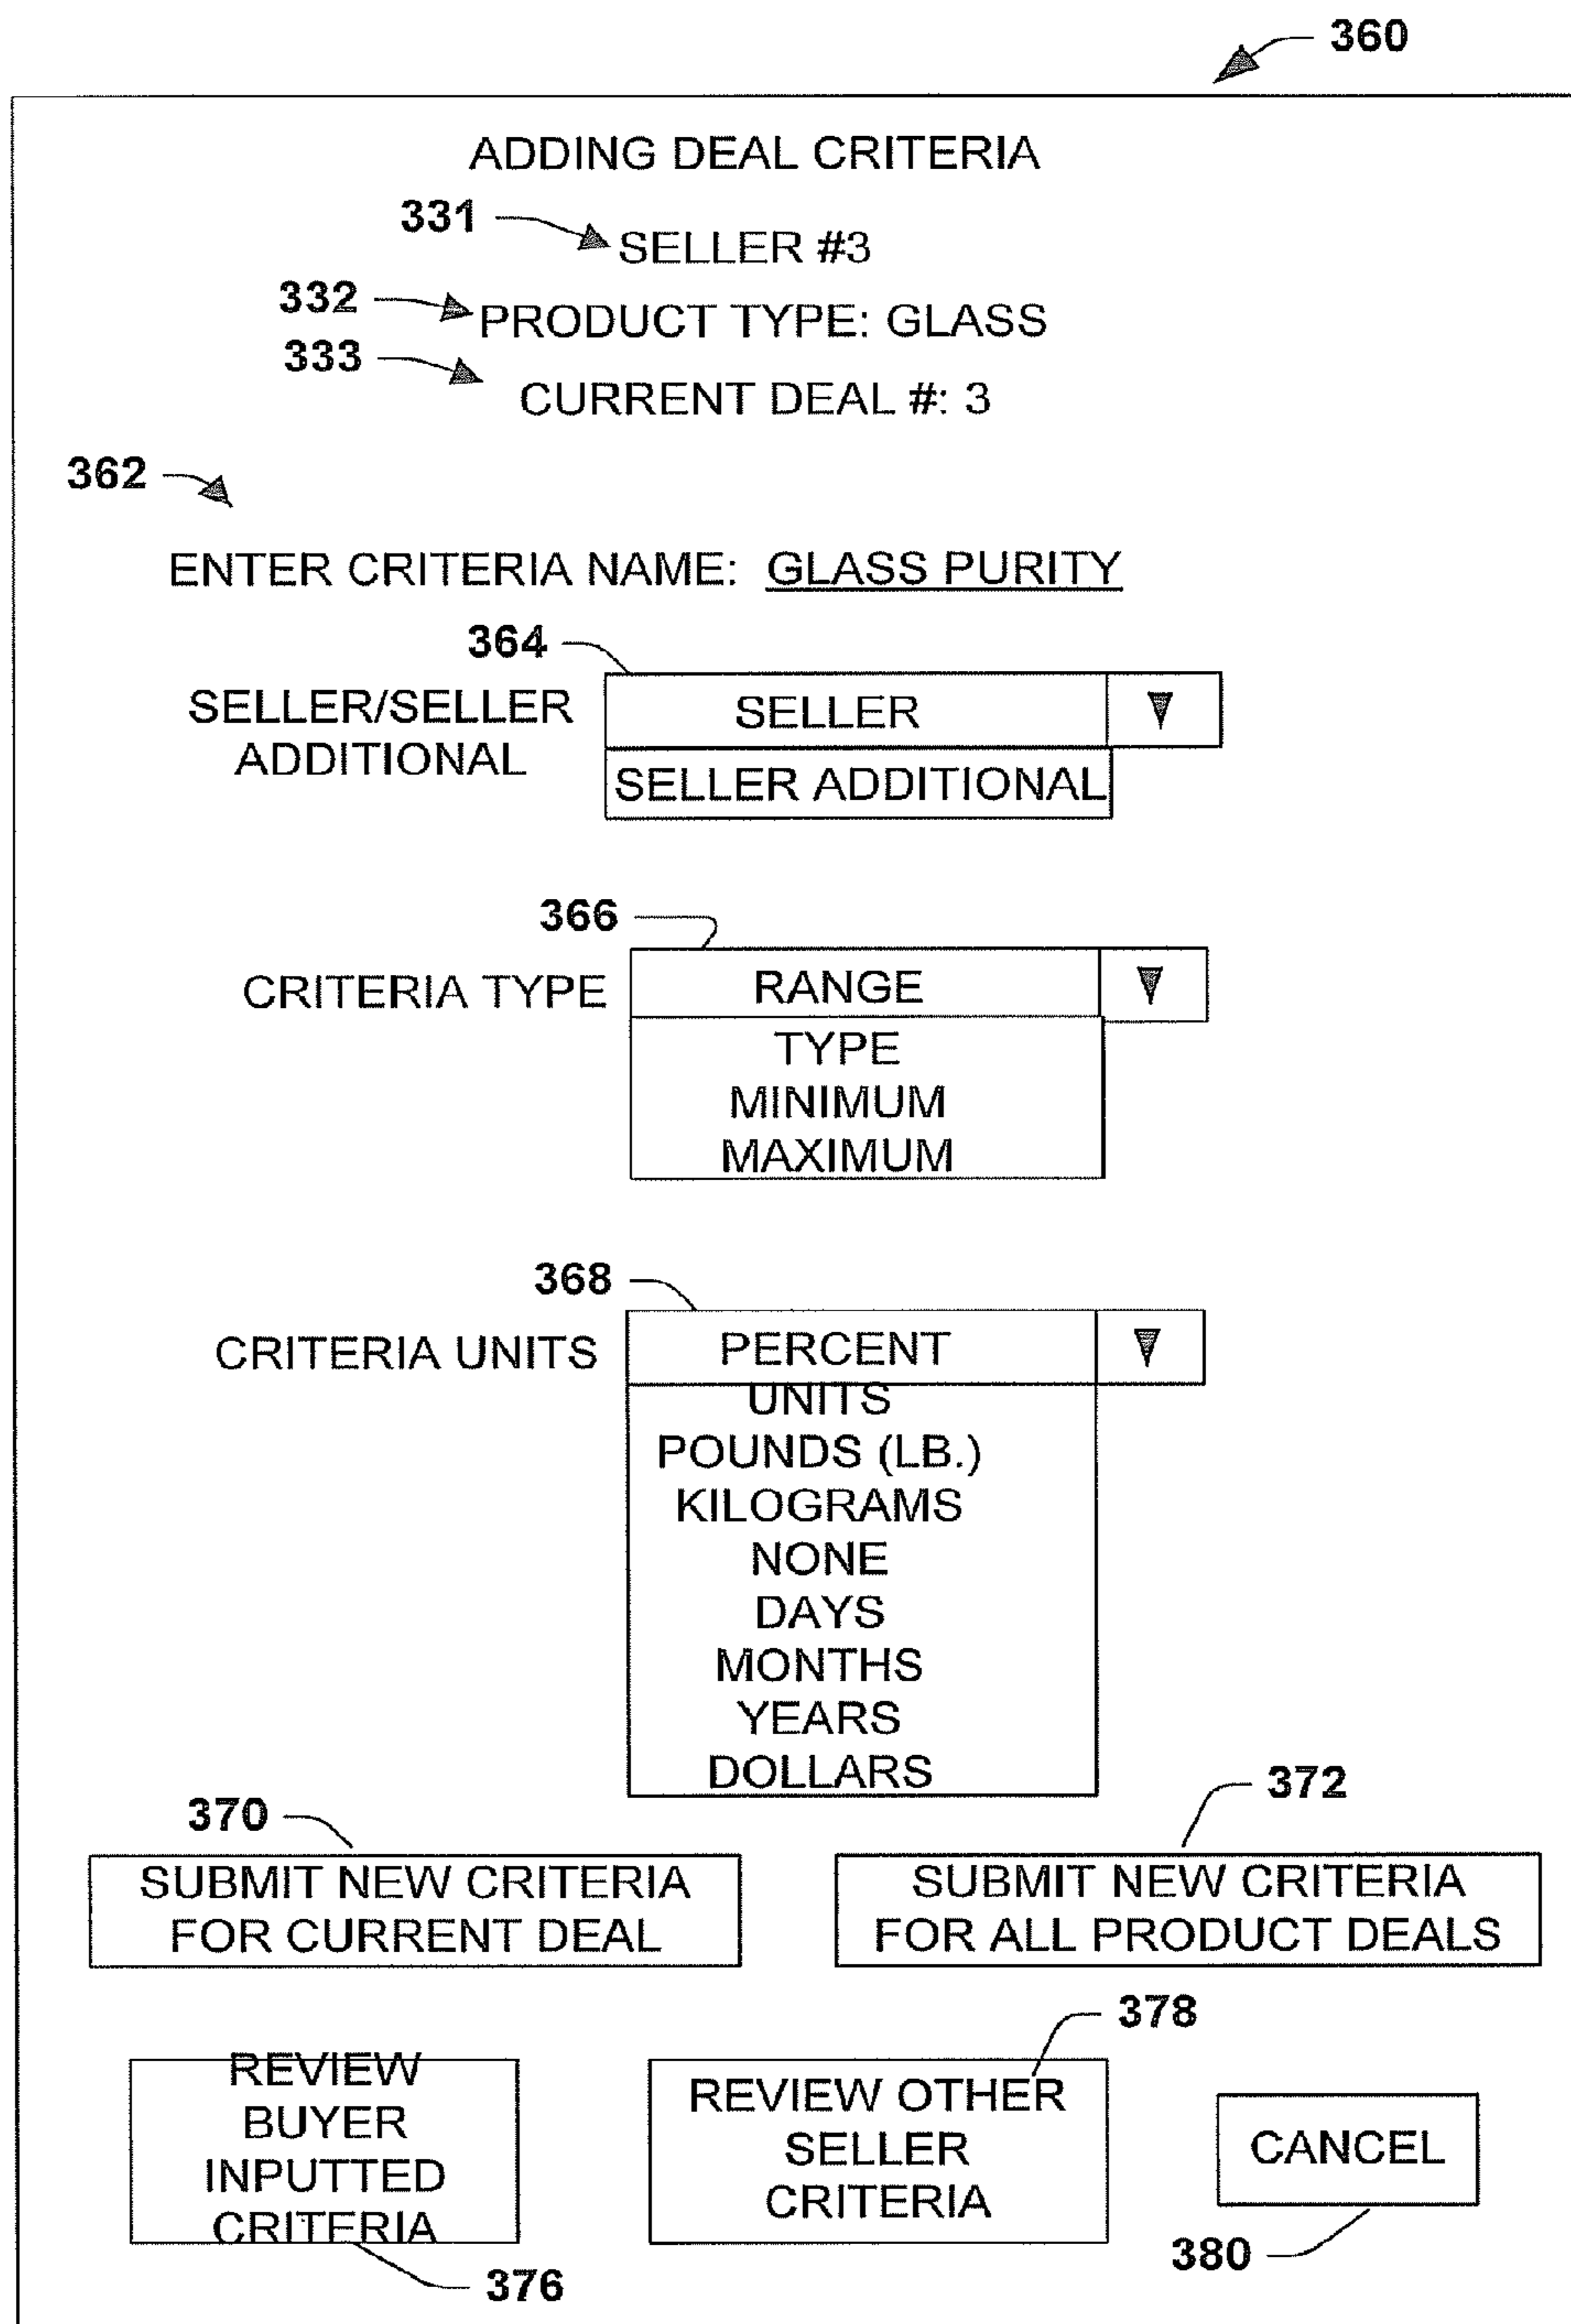 360
ADDING DEAL CRITERIA
331
SELLER #3
332
PRODUCT TYPE: GLASS
333
CURRENT DEAL #: 3
362
ENTER CRITERIA NAME: GLASS PURITY
364
SELLER/SELLER
ADDITIONAL
SELLER
SELLER ADDITIONAL
366
CRITERIA TYPE
RANGE
TYPE
MINIMUM
MAXIMUM
368
CRITERIA UNITS
PERCENT
UNITS
POUNDS (LB.)
KILOGRAMS
NONE
DAYS
MONTHS
YEARS
DOLLARS
370
SUBMIT NEW CRITERIA
FOR CURRENT DEAL
372
SUBMIT NEW CRITERIA
FOR ALL PRODUCT DEALS
REVIEW
BUYER
INPUTTED
CRITERIA
376
378
REVIEW OTHER
SELLER
CRITERIA
CANCEL
380